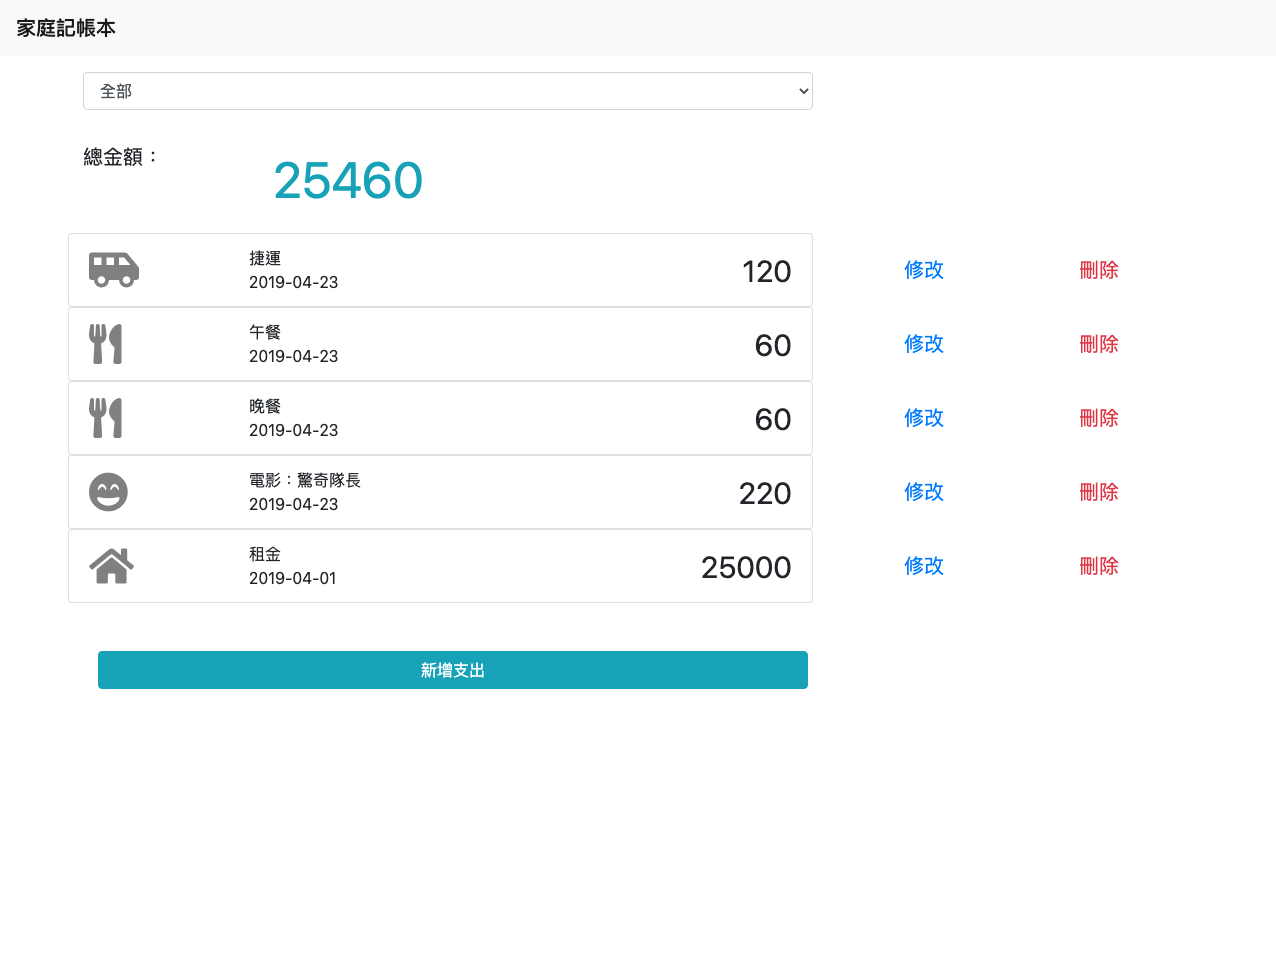 家庭記帳本
全部
總金額：
25460
捷運
2019-04-23
120
修改
刪除
午餐
2019-04-23
60
修改
刪除
晚餐
2019-04-23
60
修改
刪除
電影：驚奇隊長
2019-04-23
220
修改
刪除
租金
2019-04-01
25000
修改
刪除
新增支出